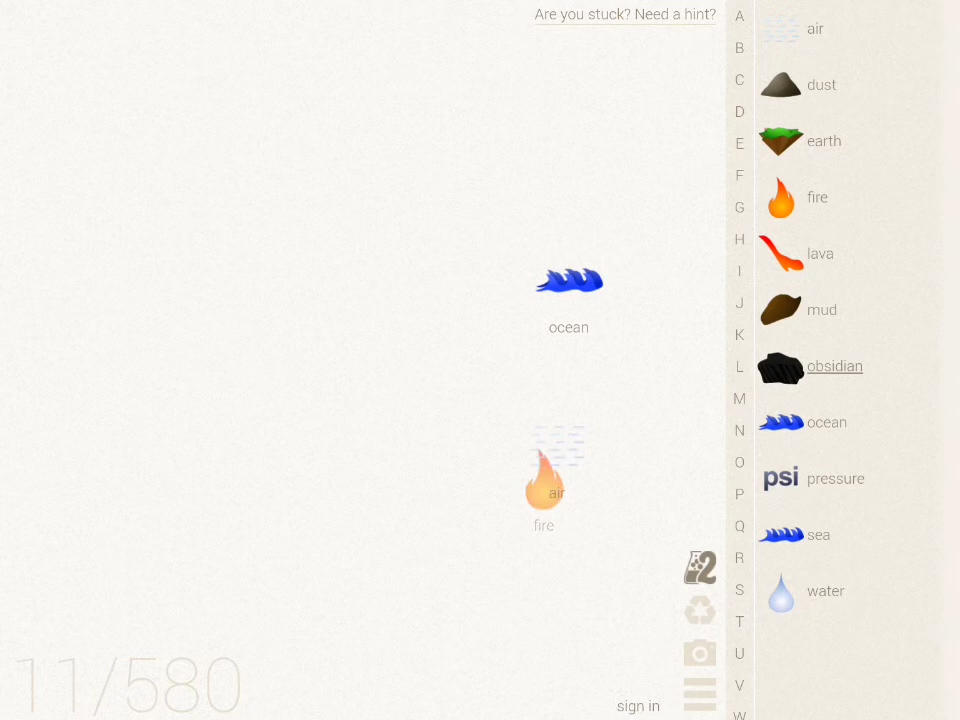 Are you stuck? Need a hint?
A
B
C
D
E
F
G
H
I
J
K
L
M
N
O
P
Q
R
S
T
U
V
W
air
dust
earth
fire
lava
mud
obsidian
ocean
psi pressure
sea
water
ocean
air
fire
2
sign in
11/580